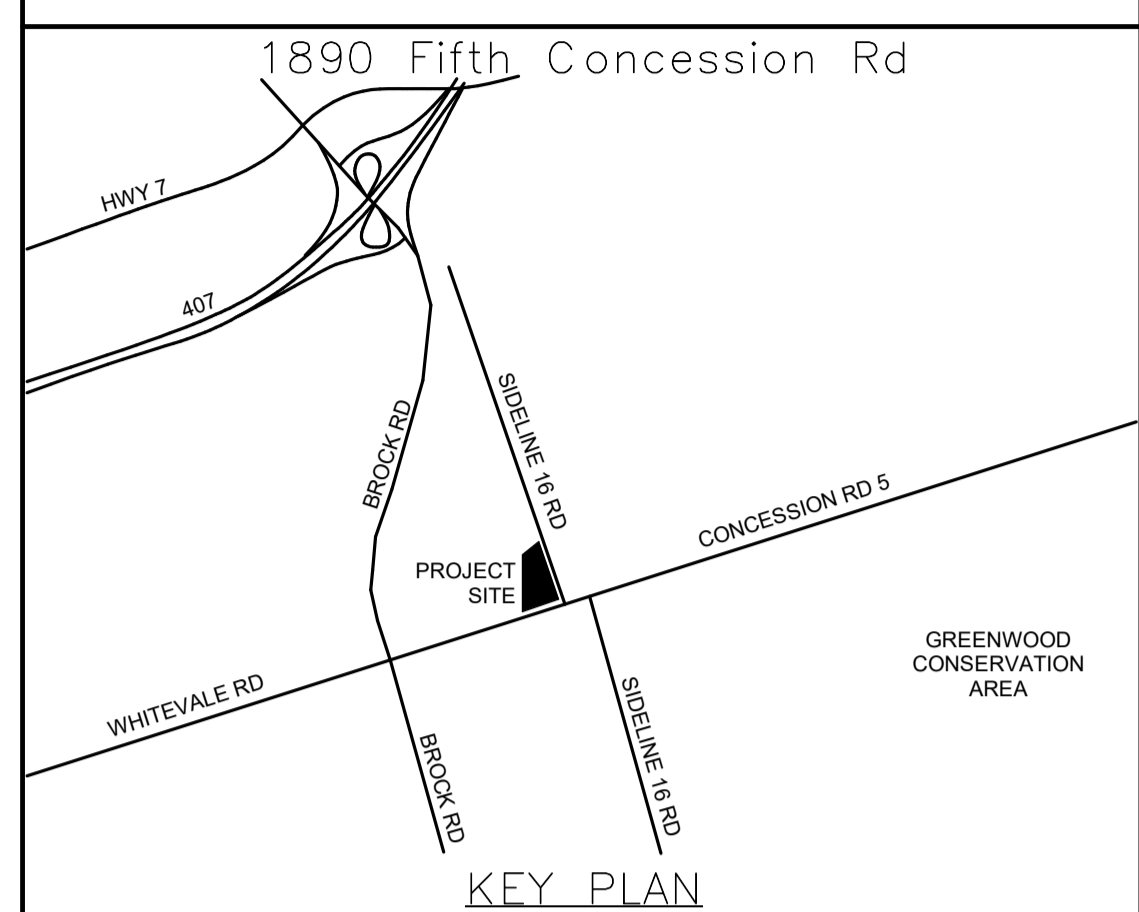 1890 Fifth Concession Rd
HWY 7
407
SIDELINE 16 RD
BROCK RD
CONCESSION RD 5
PROJECT
SITE
GREENWOOD
CONSERVATION
AREA
WHITEVALE RD
SIDELINE 16 RD
BROCK RD
KEY PLAN